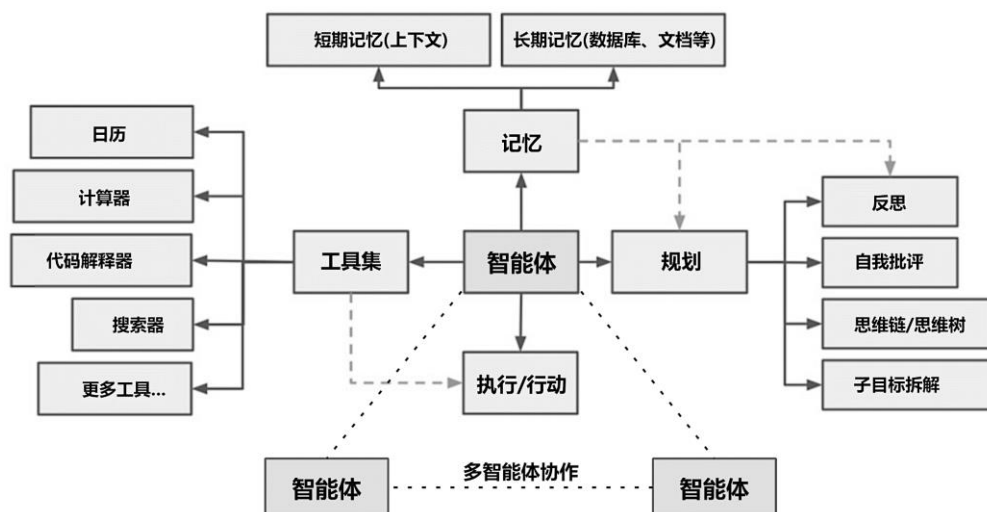 短期记忆(上下文)
长期记忆(数据库、文档等)
日历
记忆
计算器
反思
代码解释器
工具集
智能体
规划
自我批评
搜索器
思维链/思维树
更多工具...
执行/行动
子目标拆解
多智能体协作
智能体
智能体